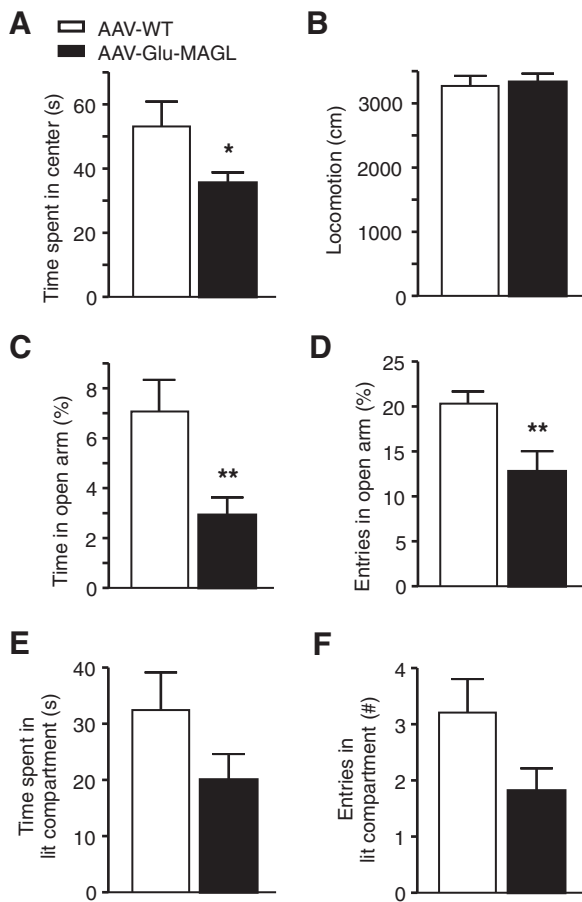 A
AAV-WT
AAV-Glu-MAGL
Time spent in center (s)
60
40
20
0
*
B
Locomotion (cm)
3000
2000
1000
0
C
Time in open arm (%)
8
6
4
2
0
**
D
Entries in open arm (%)
25
20
15
10
5
0
**
E
Time spent in
lit compartment (s)
40
30
20
10
0
F
Entries in
lit compartment (#)
4
3
2
1
0